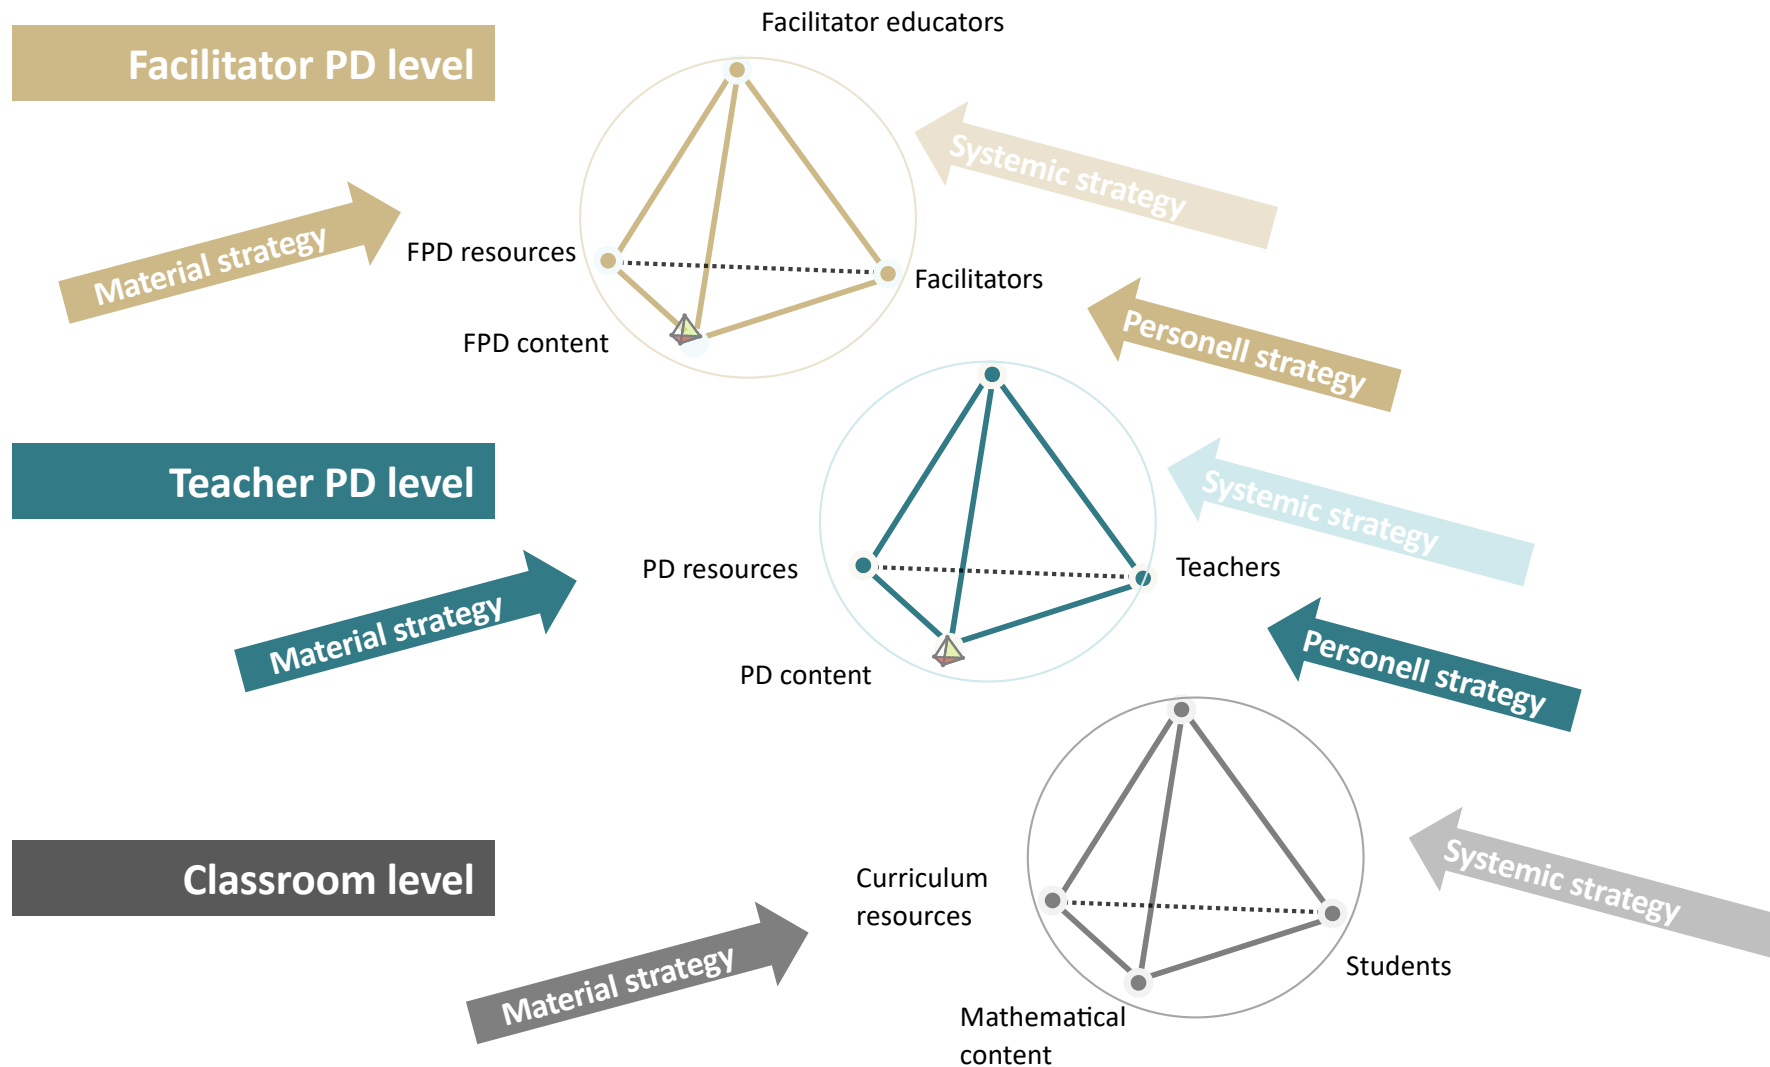 Facilitator educators
Facilitator PD level
Systemic strategy
Material strategy
FPD resources
Facilitators
FPD content
Personell strategy
Teacher PD level
Systemic strategy
PD resources
Teachers
Material strategy
PD content
Personell strategy
Classroom level
Curriculum
resources
Systemic strategy
Material strategy
Students
Mathematical
content